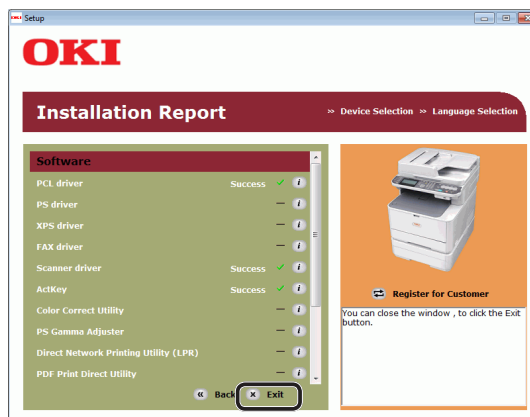 Setup
OKI
Installation Report
» Device Selection » Language Selection
Software
PCL driver Success
PS driver
XPS driver
FAX driver
Scanner driver Success
ActKey Success
Color Correct Utility
PS Gamma Adjuster
Direct Network Printing Utility (LPR)
PDF Print Direct Utility
Back Exit
Register for Customer
You can close the window , to click the Exit
button.